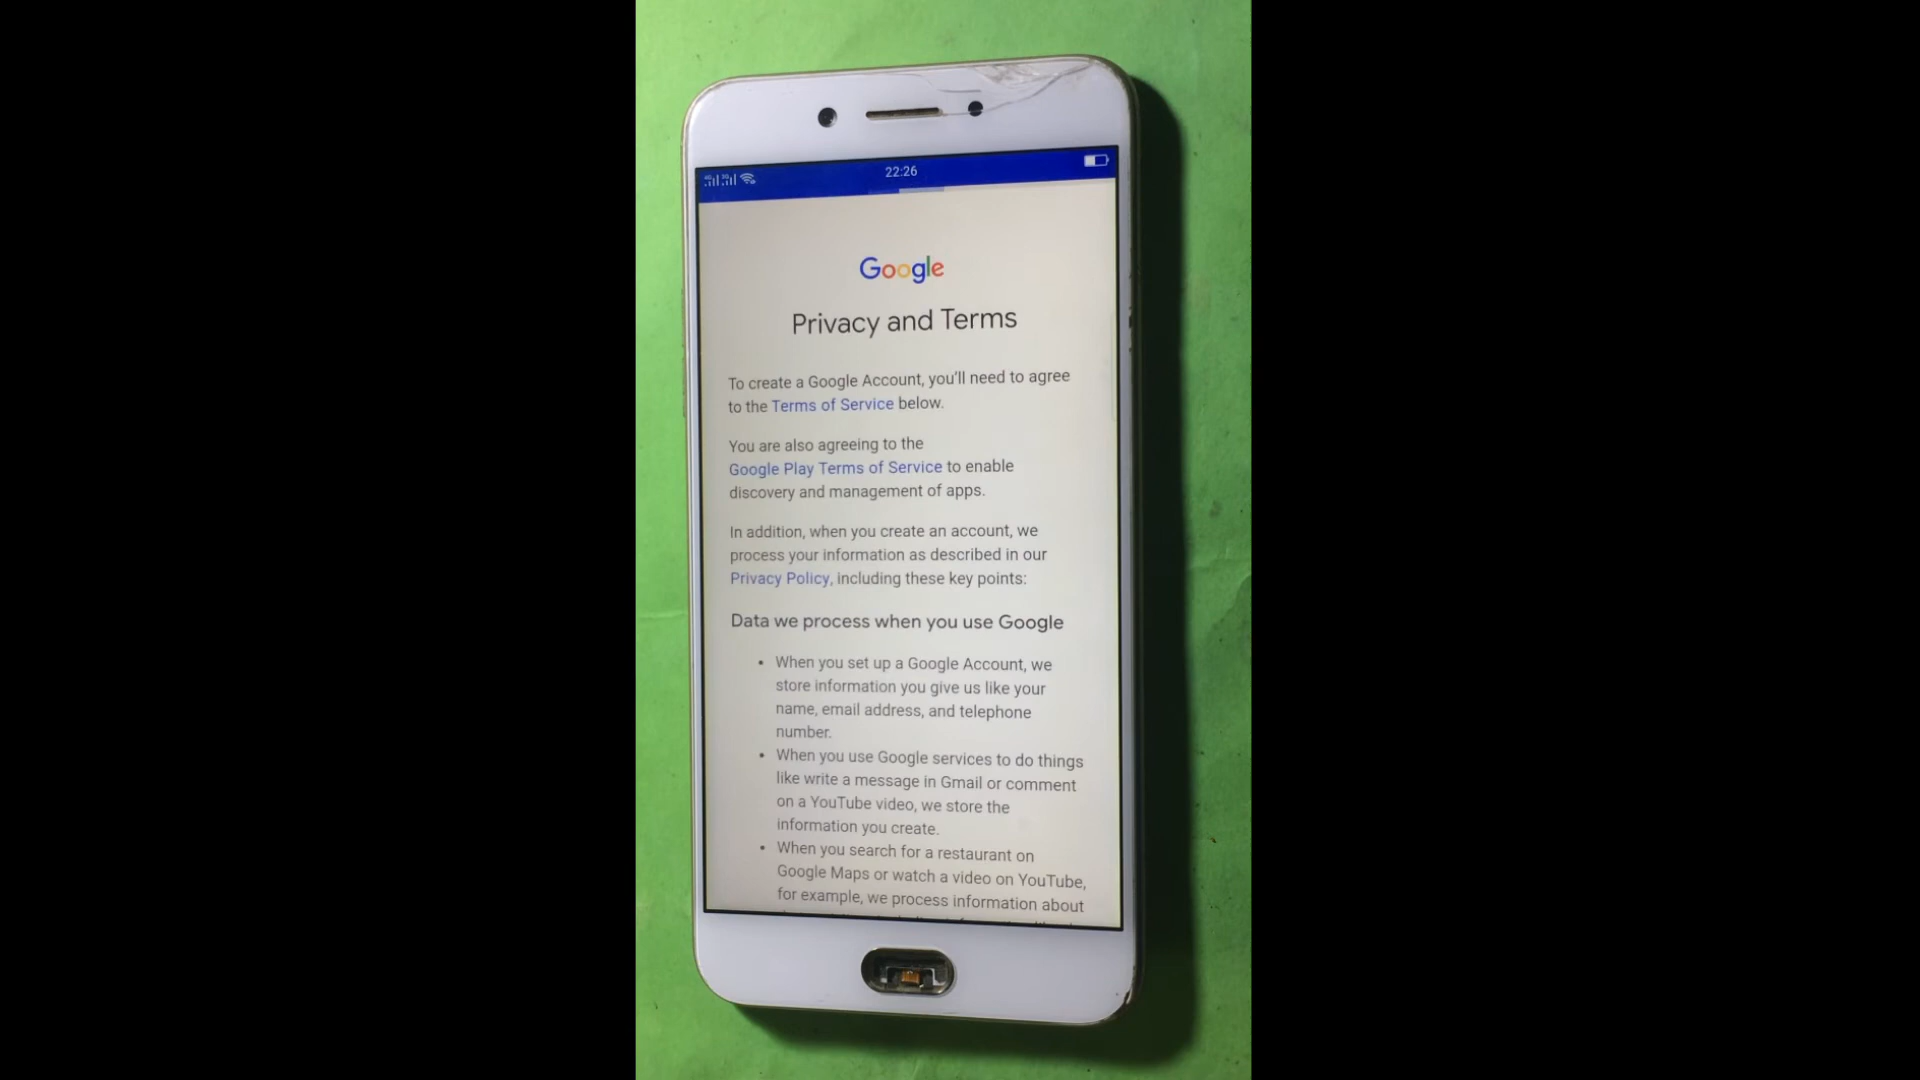 22:26
Google
Privacy and Terms
To create a Google Account, you'll need to agree
to the Terms of Service below.
You are also agreeing to the
Google Play Terms of Service to enable
discovery and management of apps.
In addition, when you create an account, we
process your information as described in our
Privacy Policy, including these key points:
Data we process when you use Google
• When you set up a Google Account, we
store information you give us like your
name, email address, and telephone
number.
• When you use Google services to do things
like write a message in Gmail or comment
on a YouTube video, we store the
information you create.
• When you search for a restaurant on
Google Maps or watch a video on YouTube,
for example, we process information about